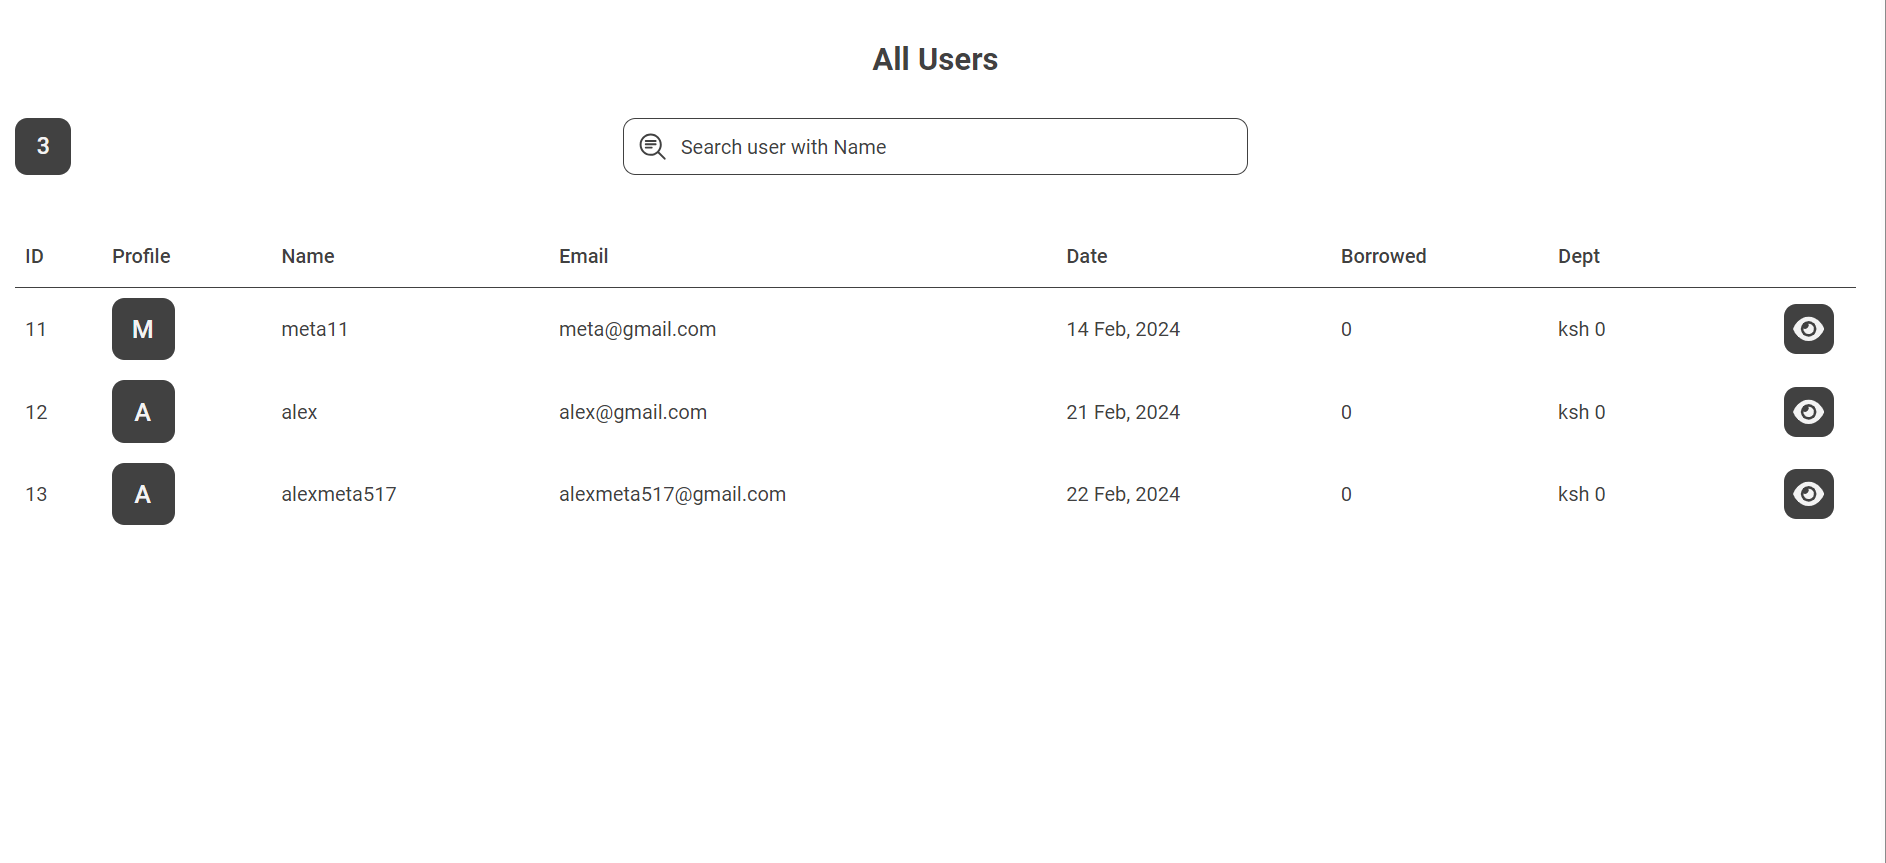 All Users
3
Search user with Name
ID Profile Name Email Date Borrowed Dept
11 M meta11 meta@gmail.com 14 Feb, 2024 0 ksh 0
12 A alex alex@gmail.com 21 Feb, 2024 0 ksh 0
13 A alexmeta517 alexmeta517@gmail.com 22 Feb, 2024 0 ksh 0